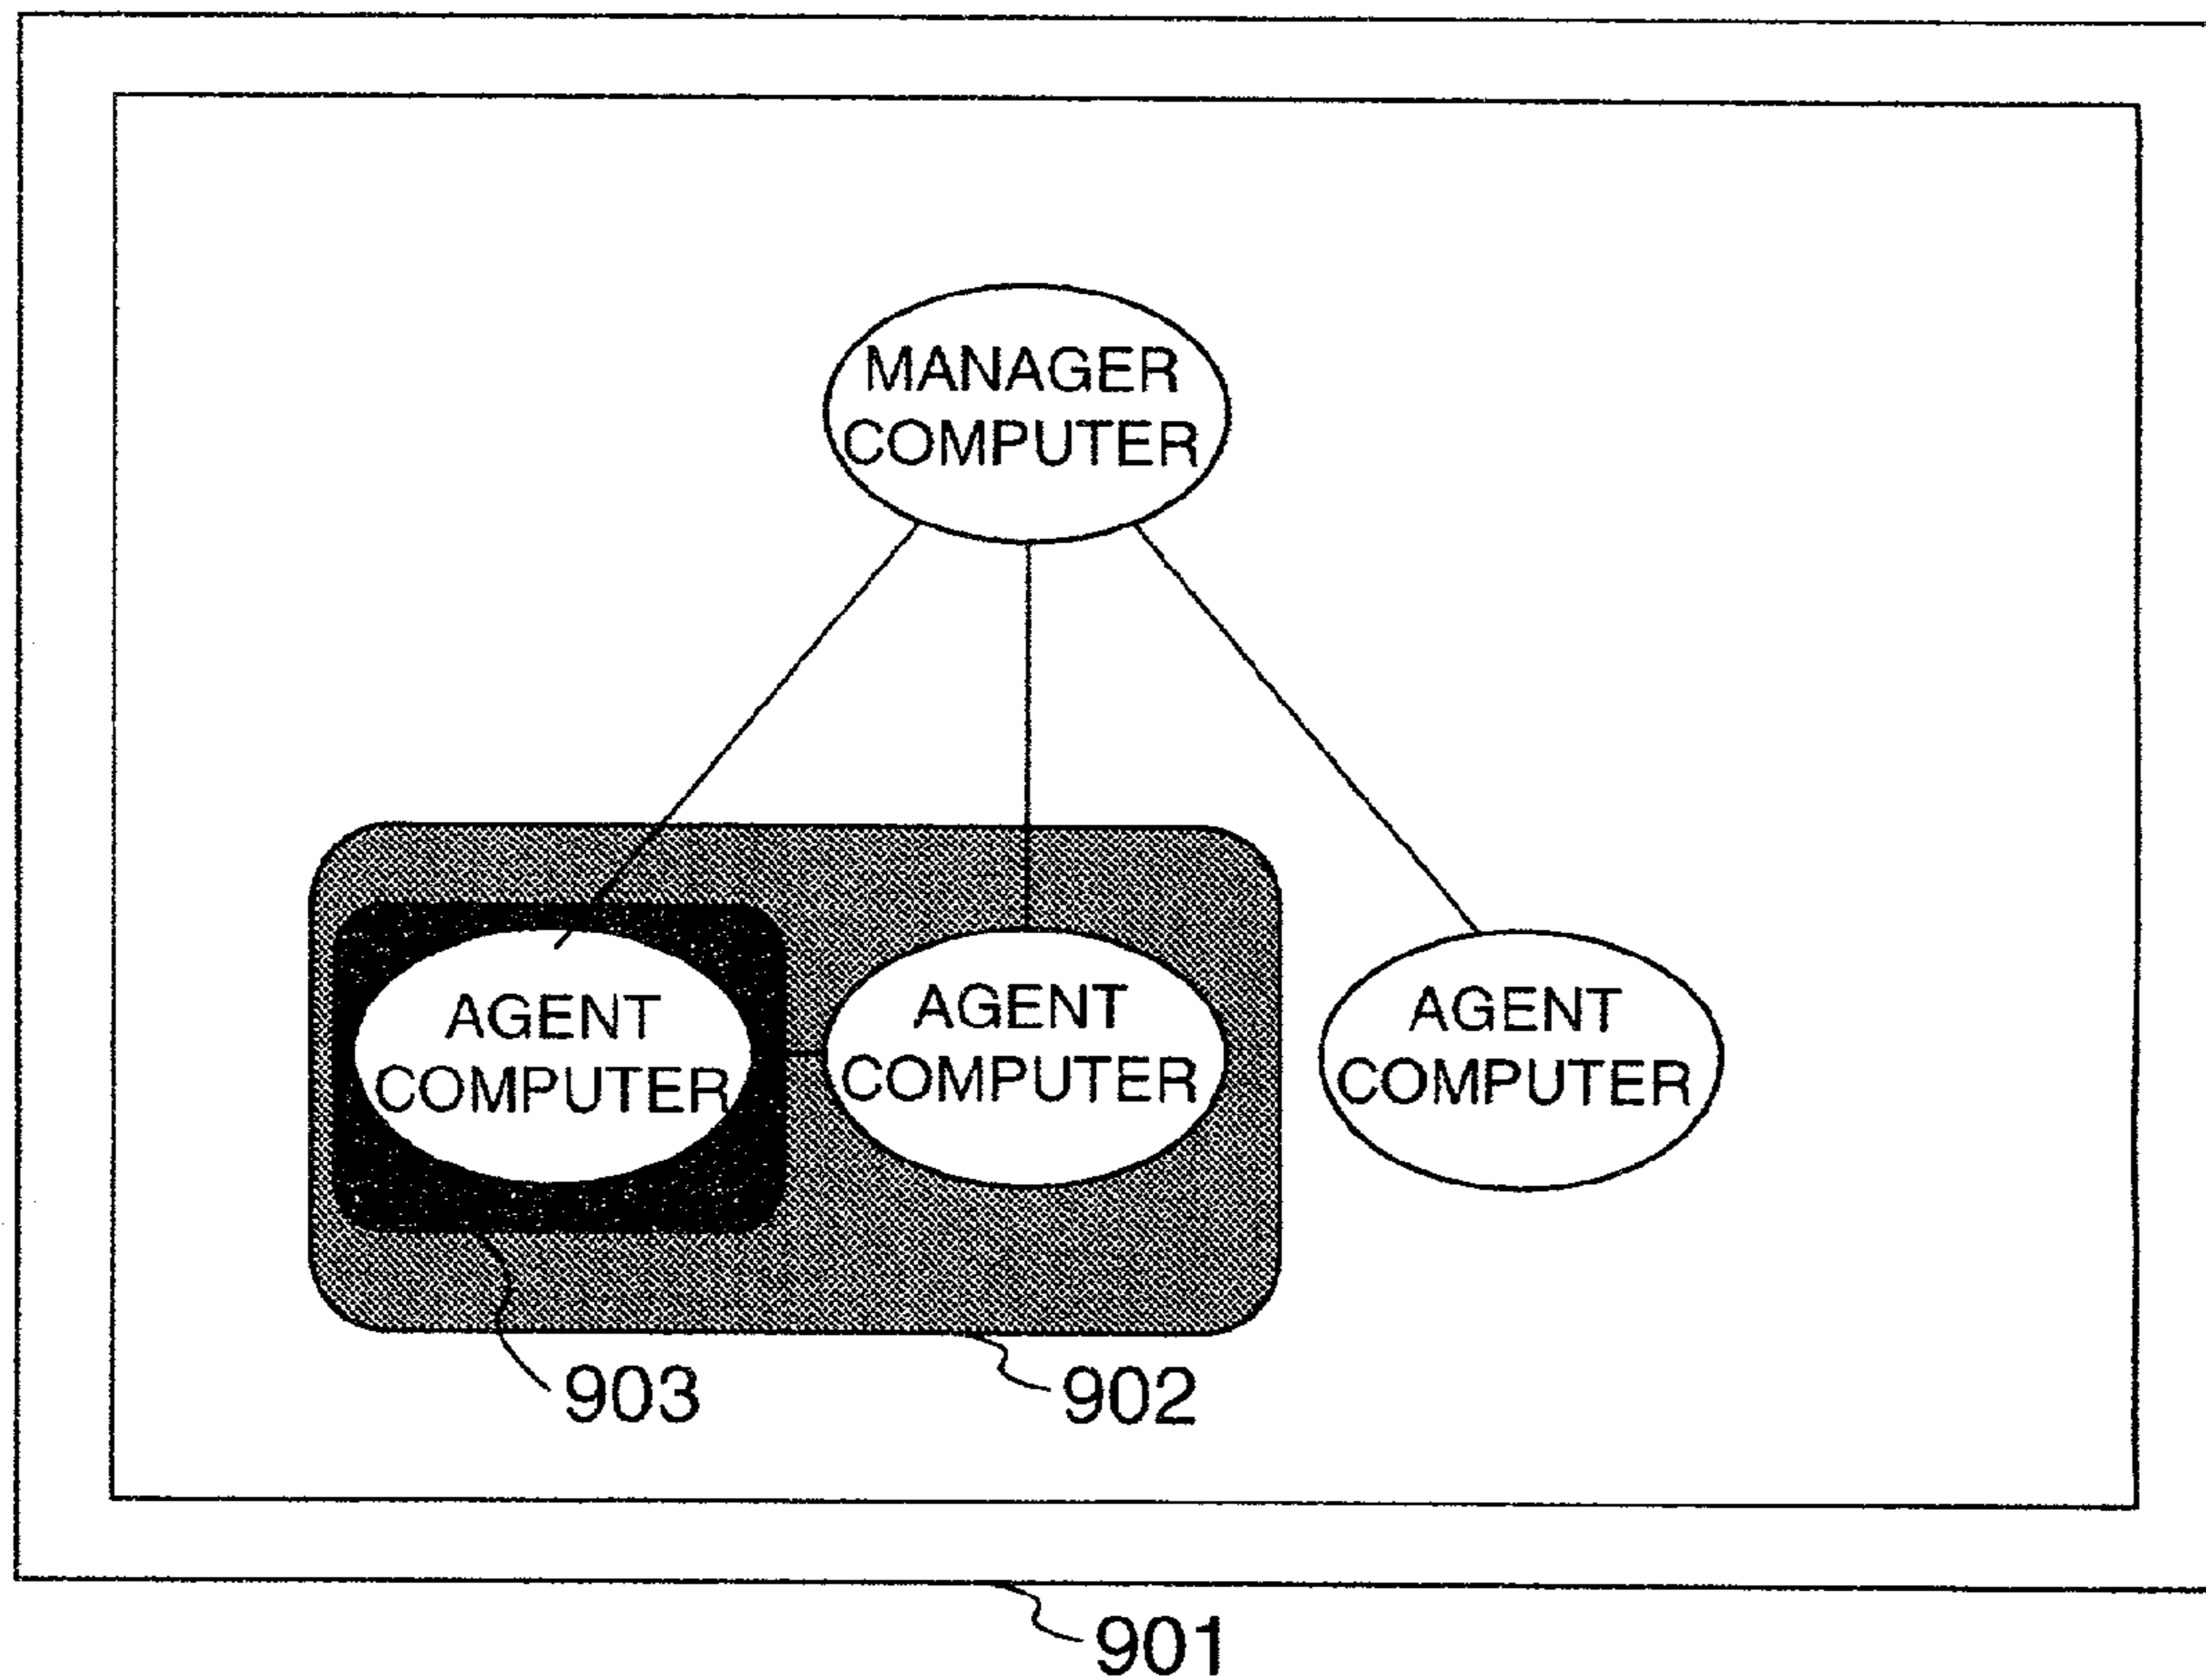 MANAGER
COMPUTER
AGENT
COMPUTER
AGENT
COMPUTER
AGENT
COMPUTER
903
902
901